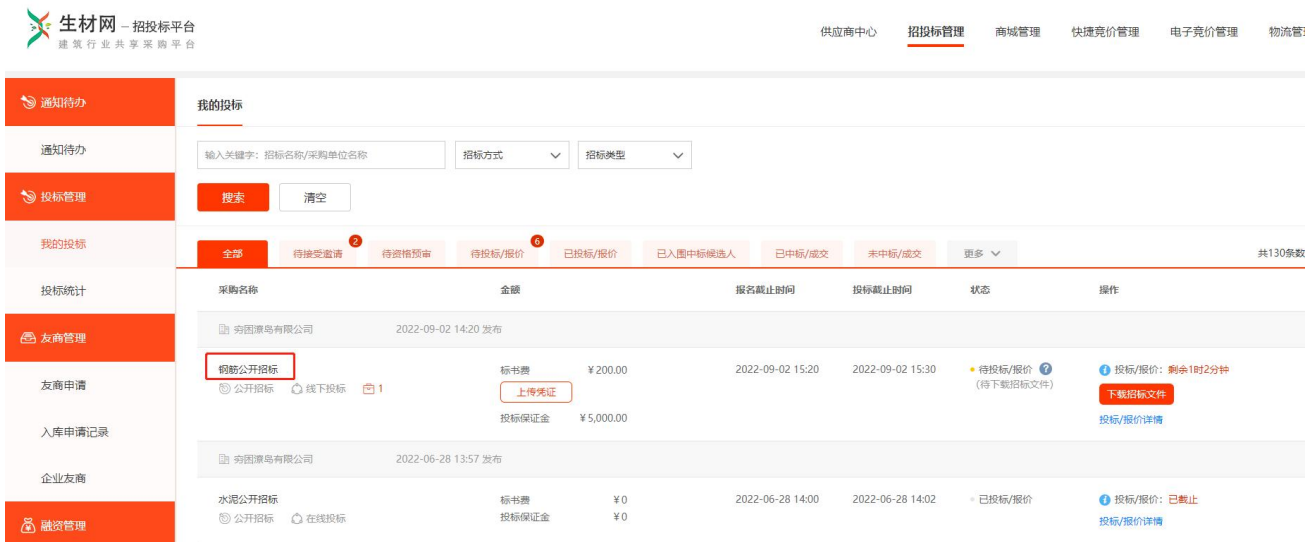 生材网 – 招投标平台
建筑行业共享采购平台
供应商中心 招投标管理 商城管理 快捷竞价管理 电子竞价管理 物流管
通知待办
通知待办
投标管理
我的投标
投标统计
友商管理
友商申请
入库申请记录
企业友商
融资管理
我的投标
输入关键字：招标名称/采购单位名称 招标方式 招标类型
搜索 清空
全部 待接受邀请 2 待资格预审 待投标/报价 6 已投标/报价 已入围中标候选人 已中标/成交 未中标/成交 更多 共130条数
采购名称 金额 报名截止时间 投标截止时间 状态 操作
穷困潦岛有限公司 2022-09-02 14:20 发布
钢筋公开招标 标书费 ¥200.00 2022-09-02 15:20 2022-09-02 15:30 待投标/报价 ? 投标/报价：剩余1时2分钟
公开招标 线下投标 1 上传凭证 (待下载招标文件) 下载招标文件
投标保证金 ¥5,000.00 投标/报价详情
穷困潦岛有限公司 2022-06-28 13:57 发布
水泥公开招标 标书费 ¥0 2022-06-28 14:00 2022-06-28 14:02 已投标/报价 投标/报价：已截止
公开招标 在线投标 投标保证金 ¥0 投标/报价详情